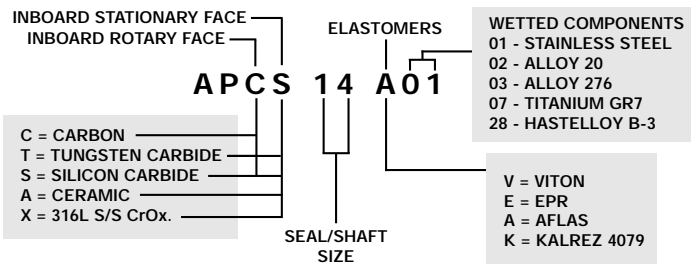 INBOARD STATIONARY FACE
INBOARD ROTARY FACE
ELASTOMERS
WETTED COMPONENTS
01 - STAINLESS STEEL
02 - ALLOY 20
03 - ALLOY 276
07 - TITANIUM GR7
28 - HASTELLOY B-3
APCS 14 A01
C = CARBON
T = TUNGSTEN CARBIDE
S = SILICON CARBIDE
A = CERAMIC
X = 316L S/S CrOx.
SEAL/SHAFT
SIZE
V = VITON
E = EPR
A = AFLAS
K = KALREZ 4079